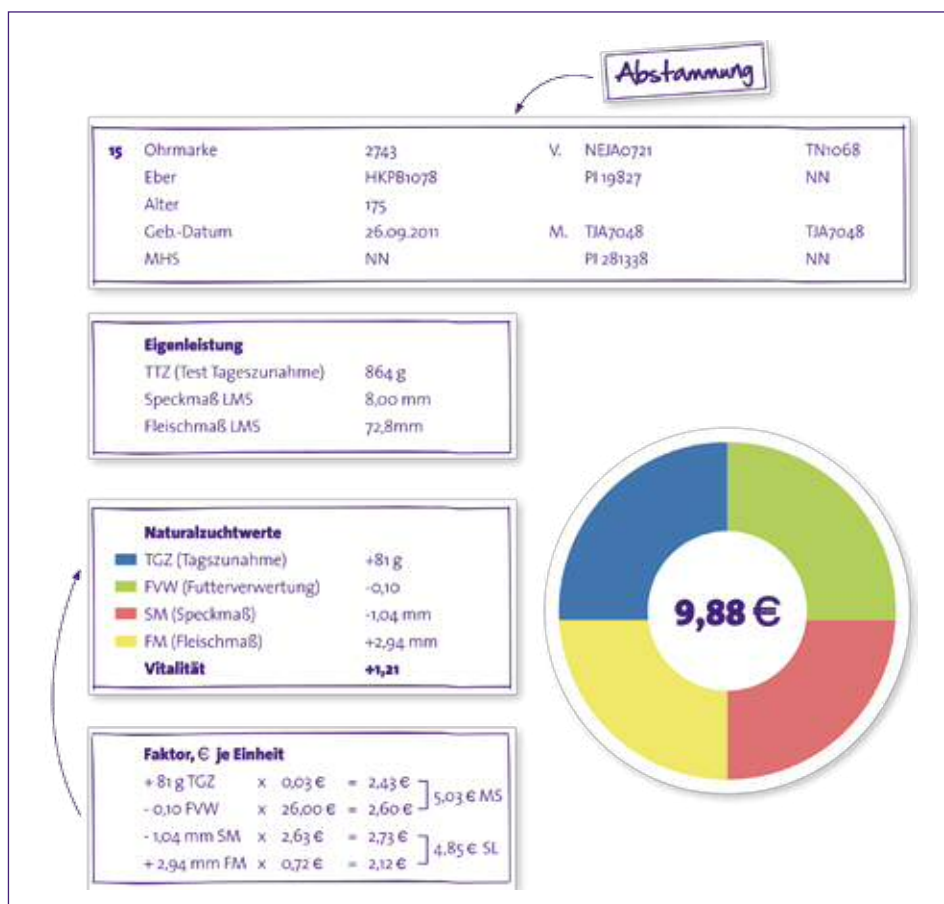 Abstammung
15 Ohrmarke 2743 V. NEJA0721 TN1068
Eber HKPB1078 PI 19827 NN
Alter 175
Geb.-Datum 26.09.2011 M. TJA7048 TJA7048
MHS NN PI 281338 NN
Eigenleistung
TTZ (Test Tageszunahme) 864 g
Speckmaß LMS 8,00 mm
Fleischmaß LMS 72,8mm
Naturalzuchtwerte
TGZ (Tagszunahme) +81 g
FVW (Futterverwertung) -0,10
SM (Speckmaß) -1,04 mm
FM (Fleischmaß) +2,94 mm
Vitalität +1,21
9,88 €
Faktor, € je Einheit
+ 81 g TGZ x 0,03 € = 2,43 €
5,03 € MS
- 0,10 FVW x 26,00 € = 2,60 €
- 1,04 mm SM x 2,63 € = 2,73 €
4,85 € SL
+ 2,94 mm FM x 0,72 € = 2,12 €